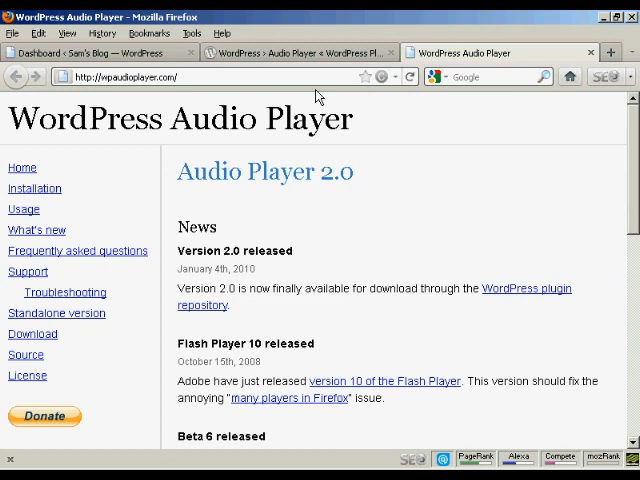 WordPress Audio Player - Mozilla Firefox
File Edit View History Bookmarks Tools Help
Dashboard ‹ Sam's Blog — WordPress
WordPress › Audio Player « WordPress Pl...
WordPress Audio Player
http://wpaudioplayer.com/
Google
SEO
WordPress Audio Player
Home
Installation
Usage
What's new
Frequently asked questions
Support
Troubleshooting
Standalone version
Download
Source
License
Donate
Audio Player 2.0
News
Version 2.0 released
January 4th, 2010
Version 2.0 is now finally available for download through the WordPress plugin
repository.
Flash Player 10 released
October 15th, 2008
Adobe have just released version 10 of the Flash Player. This version should fix the
annoying "many players in Firefox" issue.
Beta 6 released
SEO
PageRank
Alexa
Compete
mozRank